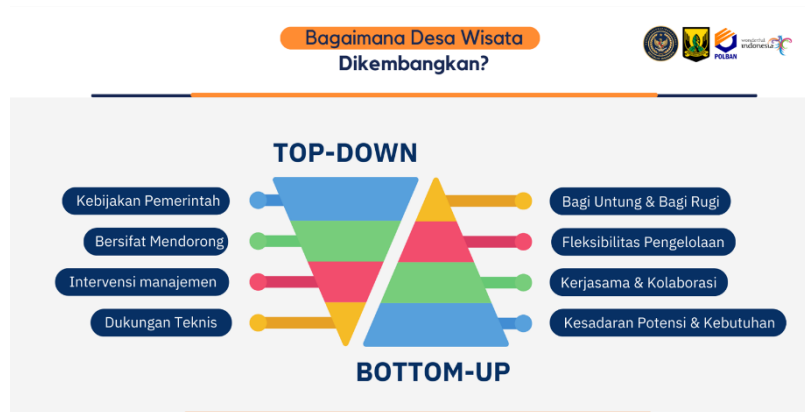 Bagaimana Desa Wisata
Dikembangkan?
POLBAN
wonderful
indonesia
TOP-DOWN
Kebijakan Pemerintah
Bersifat Mendorong
Intervensi manajemen
Dukungan Teknis
Bagi Untung & Bagi Rugi
Fleksibilitas Pengelolaan
Kerjasama & Kolaborasi
Kesadaran Potensi & Kebutuhan
BOTTOM-UP